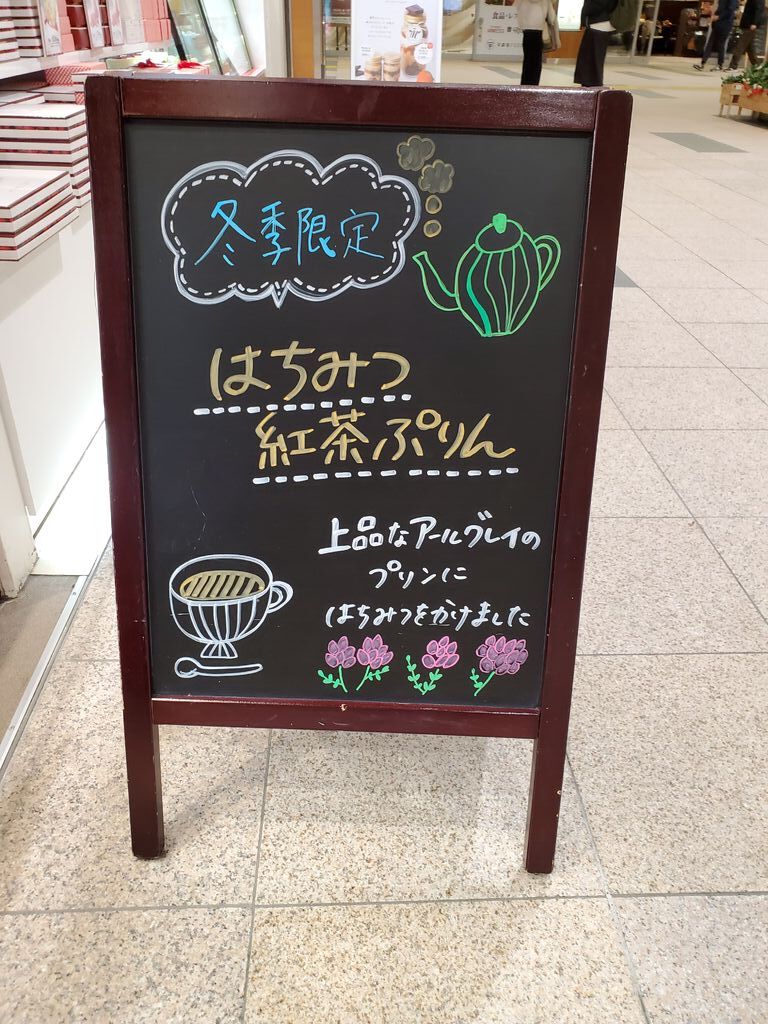 冬季限定
はちみつ
紅茶ぷりん
上品なアールグレイの
プリンに
はちみつをかけました